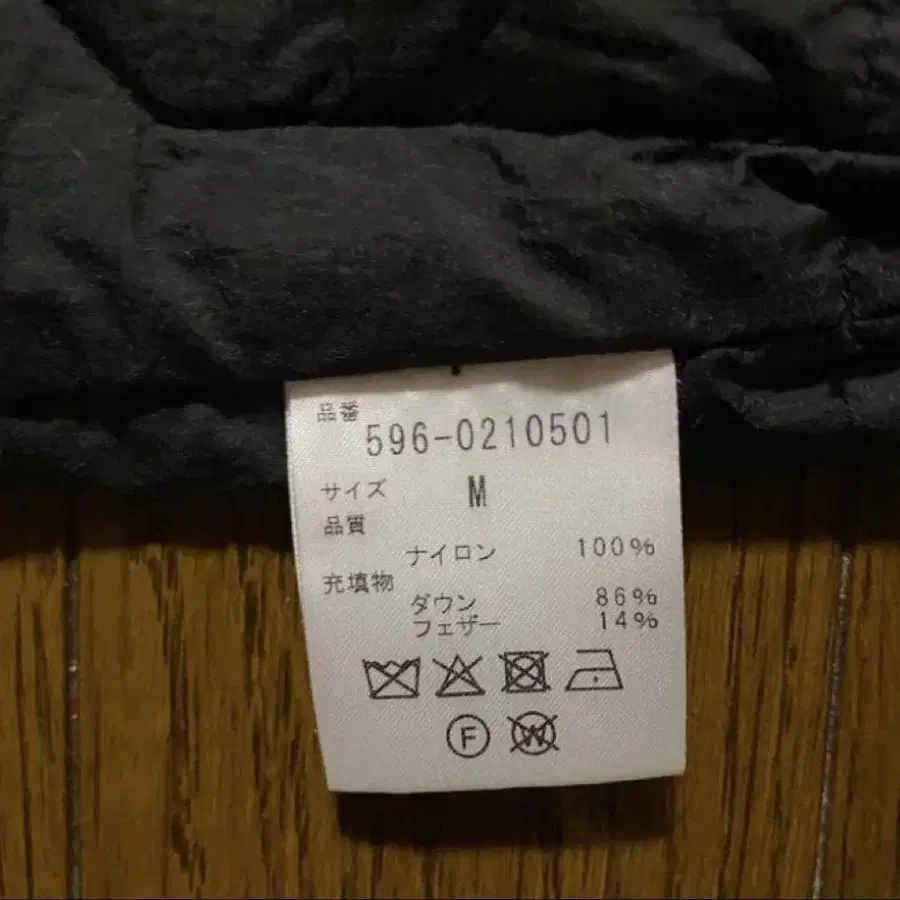 品番
596-0210501
サイズ M
品質
ナイロン 100%
充填物
ダウン 86%
フェザー 14%
F W